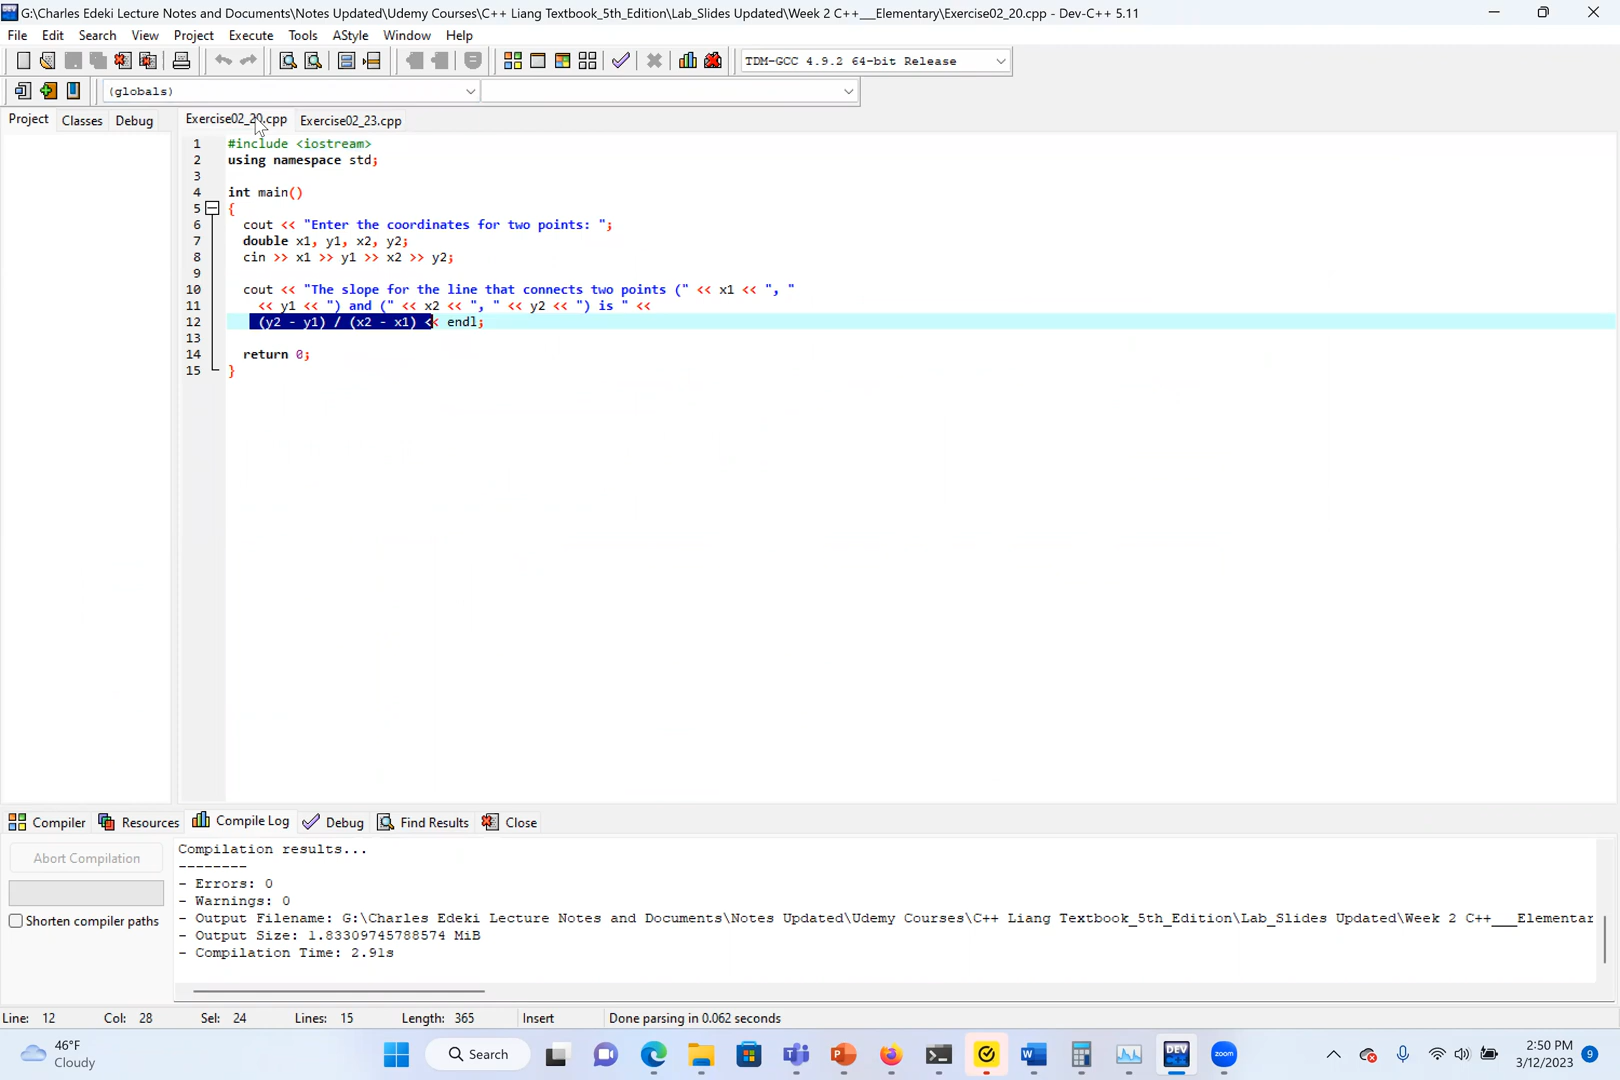 G:\Charles Edeki Lecture Notes and Documents\Notes Updated\Udemy Courses\C++ Liang Textbook_5th_Edition\Lab_Slides Updated\Week 2 C++___Elementary\Exercise02_20.cpp - Dev-C++ 5.11
File Edit Search View Project Execute Tools AStyle Window Help
TDM-GCC 4.9.2 64-bit Release
(globals)
Project Classes Debug Exercise02_20.cpp Exercise02_23.cpp
1 #include <iostream>
2 using namespace std;
3
4 int main()
5 {
6 cout << "Enter the coordinates for two points: ";
7 double x1, y1, x2, y2;
8 cin >> x1 >> y1 >> x2 >> y2;
9
10 cout << "The slope for the line that connects two points (" << x1 << ", "
11 << y1 << ") and (" << x2 << ", " << y2 << ") is " <<
12 (y2 - y1) / (x2 - x1) << endl;
13
14 return 0;
15 }
Compiler Resources Compile Log Debug Find Results Close
Abort Compilation
Shorten compiler paths
Compilation results...
--------
- Errors: 0
- Warnings: 0
- Output Filename: G:\Charles Edeki Lecture Notes and Documents\Notes Updated\Udemy Courses\C++ Liang Textbook_5th_Edition\Lab_Slides Updated\Week 2 C++___Elementar
- Output Size: 1.83309745788574 MiB
- Compilation Time: 2.91s
Line: 12 Col: 28 Sel: 24 Lines: 15 Length: 365 Insert Done parsing in 0.062 seconds
46°F
Cloudy
Search
DEV
zoom
2:50 PM
3/12/2023
9